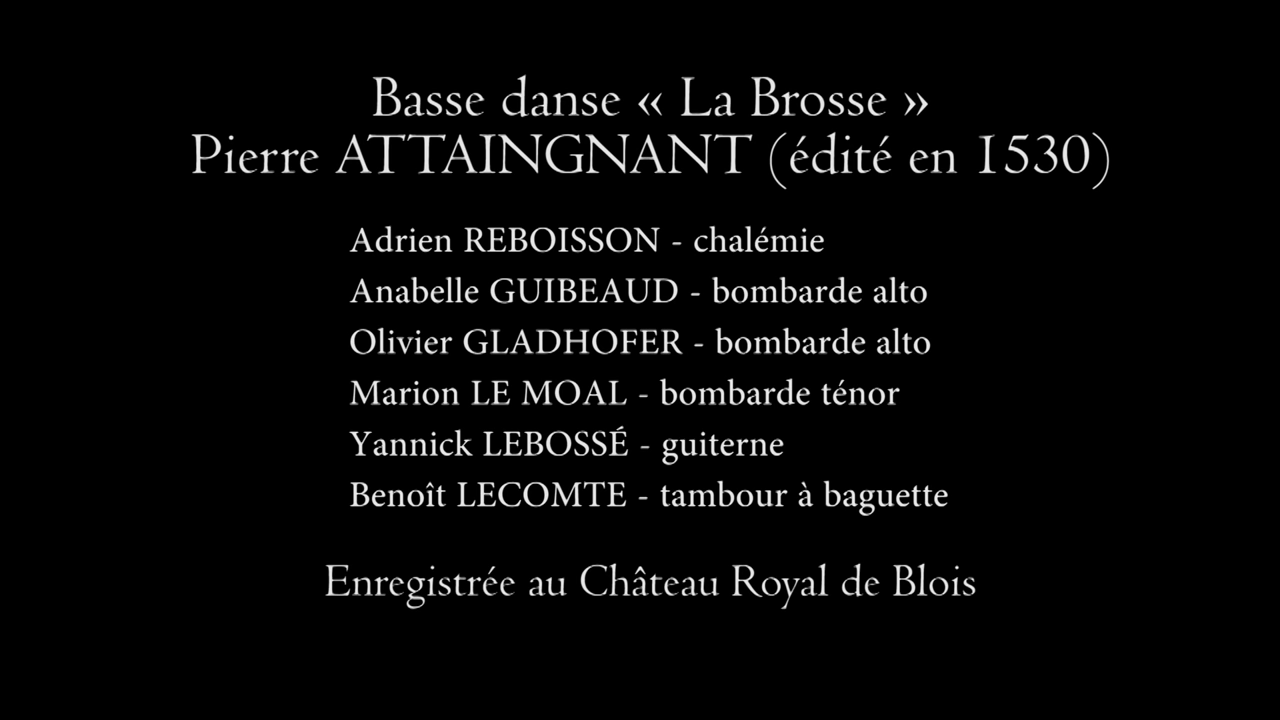 Basse danse « La Brosse »
Pierre ATTAINGNANT (édité en 1530)
Adrien REBOISSON - chalémie
Anabelle GUIBEAUD - bombarde alto
Olivier GLADHOFER - bombarde alto
Marion LE MOAL - bombarde ténor
Yannick LEBOSSÉ - guiterne
Benoît LECOMTE - tambour à baguette
Enregistrée au Château Royal de Blois